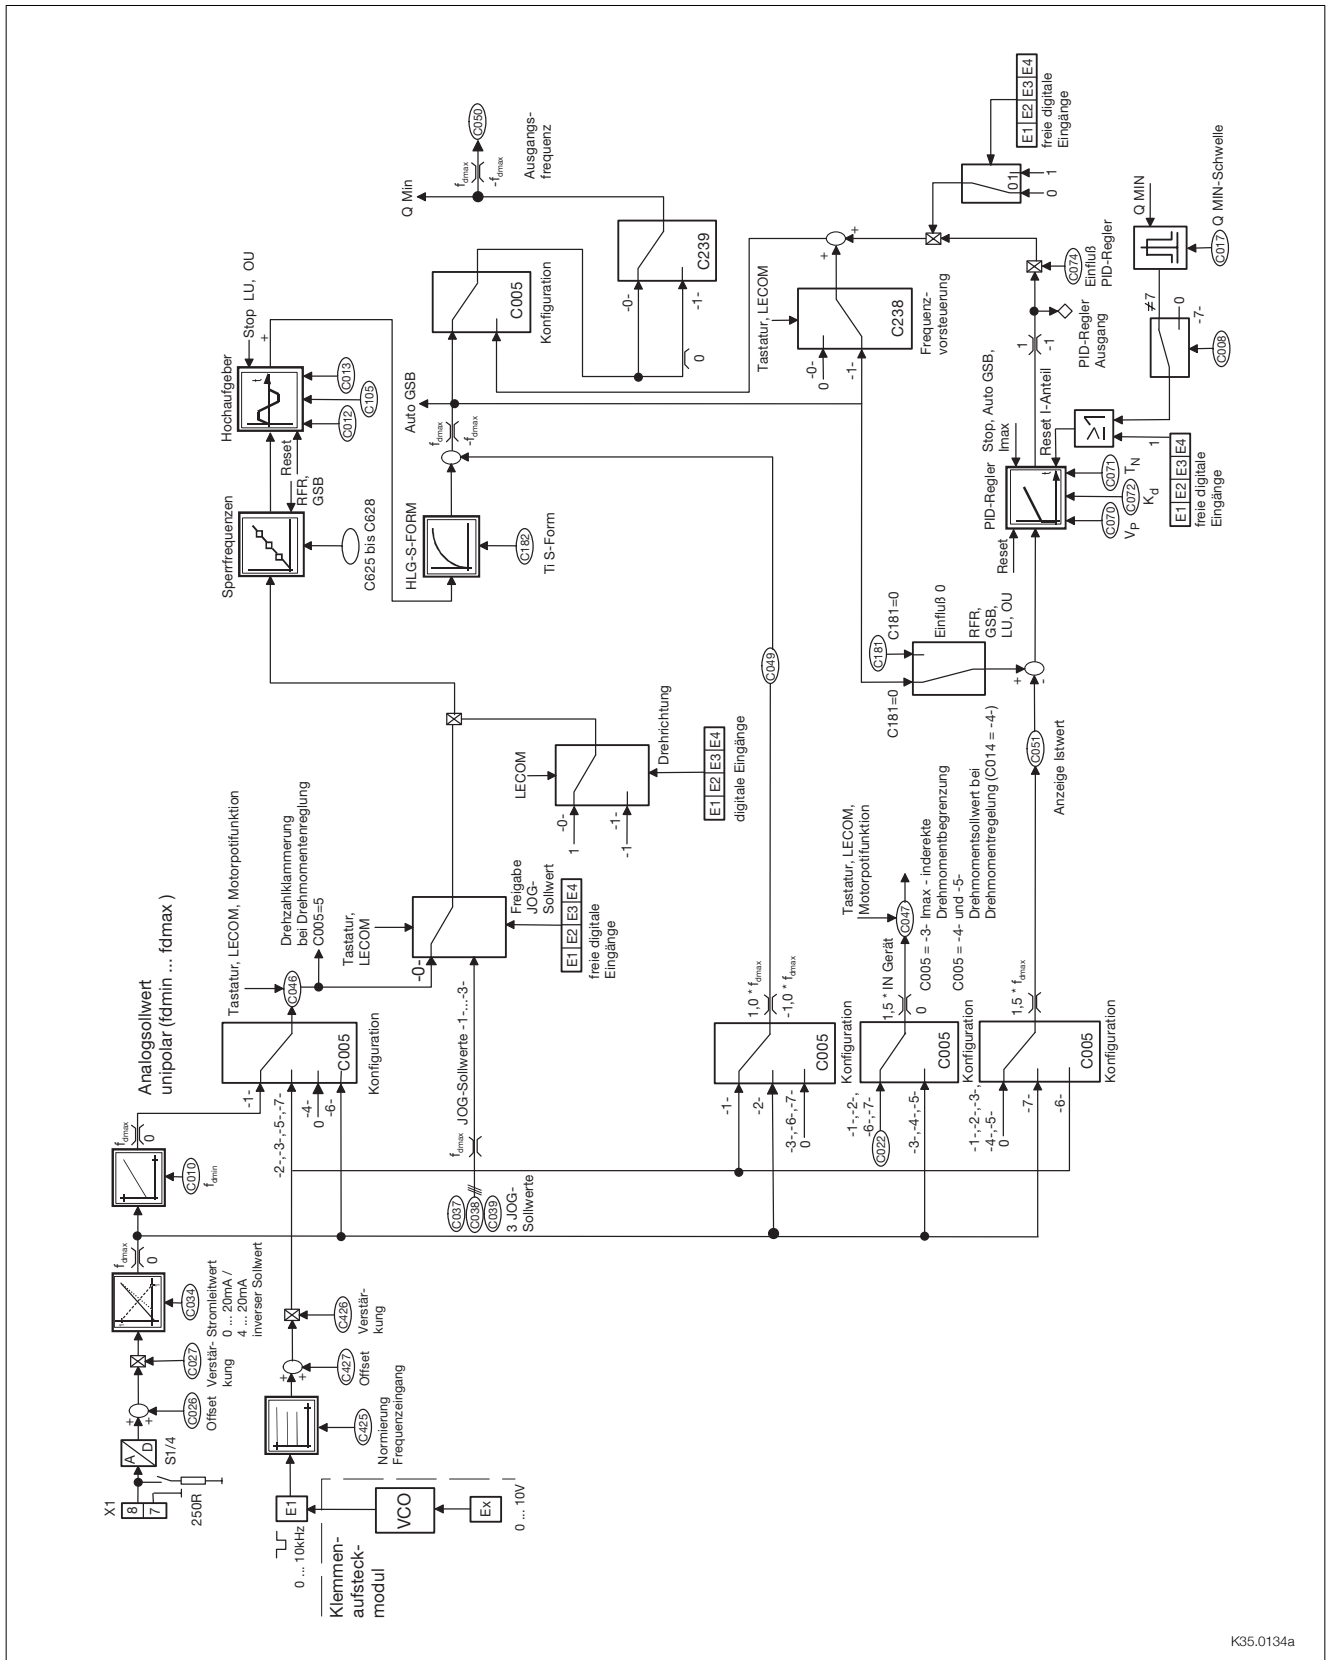 X1
8
7
250R
A
D
S1/4
+
+
C026
Offset
C027
Verstär-
kung
C034
Stromleitwert
0 ... 20mA /
4 ... 20mA
inverser Sollwert
fdmax
0
C010
fdmin
fdmax
0
Analogsollwert
unipolar (fdmin ... fdmax )
0 ... 10kHz
E1
Klemmen-
aufsteck-
modul
VCO
Ex
0 ... 10V
C425
Normierung
Frequenzeingang
+
+
C427
Offset
C426
Verstär-
kung
-1-
-2-,-3-,-5,-7-
-4-
0
-6-
C005
Konfiguration
C046
Tastatur, LECOM, Motorpotifunktion
Drehzahlklammerung
bei Drehmomentenreglung
C005=5
C037
C038
C039
3 JOG-
Sollwerte
fdmax
JOG-Sollwerte -1-...-3-
-0-
Tastatur,
LECOM
Freigabe
JOG-
Sollwert
E1 E2 E3 E4
freie digitale
Eingänge
LECOM
-0-
1
-1-
-1
Drehrichtung
E1 E2 E3 E4
digitale Eingänge
Sperrfrequenzen
C625 bis C628
Hochaufgeber
Reset
RFR,
GSB
Stop LU, OU
+
C012
C105
C013
HLG-S-FORM
C182
Ti S-Form
fdmax
-fdmax
Auto GSB
C005
Konfiguration
-0-
-1-
0
C239
Q Min
fdmax
-fdmax
C050
Ausgangs-
frequenz
-1-
-2-
-3-,-6-,-7-
0
C005
Konfiguration
1,0 * fdmax
-1,0 * fdmax
C049
-1-,-2-,
-6-,-7-
C022
-3-,-4-,-5-
C005
Konfiguration
1,5 * IN Gerät
0
C047
Tastatur, LECOM,
Motorpotifunktion
C005 = -3- Imax - inderekte
Drehmomentbegrenzung
C005 = -4- und -5-
Drehmomentsollwert bei
Drehmomentregelung (C014 = -4-)
-1-,-2-,-3-,
-4-,-5-
0
-7-
-6-
C005
Konfiguration
1,5 * fdmax
C051
Anzeige Istwert
C181=0
C181
C181=0
Einfluß 0
RFR,
GSB,
LU, OU
+
-
Reset
PID-Regler
Stop, Auto GSB,
Imax
Reset I-Anteil
C070
VP
C072
Kd
C071
TN
≥1
1
E1 E2 E3 E4
freie digitale
Eingänge
1
-1
PID-Regler
Ausgang
C074
Einfluß
PID-Regler
Tastatur, LECOM
-0-
0
-1-
C238
Frequenz-
vorsteuerung
+
+
0 1
0
1
E1 E2 E3 E4
freie digitale
Eingänge
Q MIN
C017
Q MIN-Schwelle
≠7
0
-7-
C008
K35.0134a